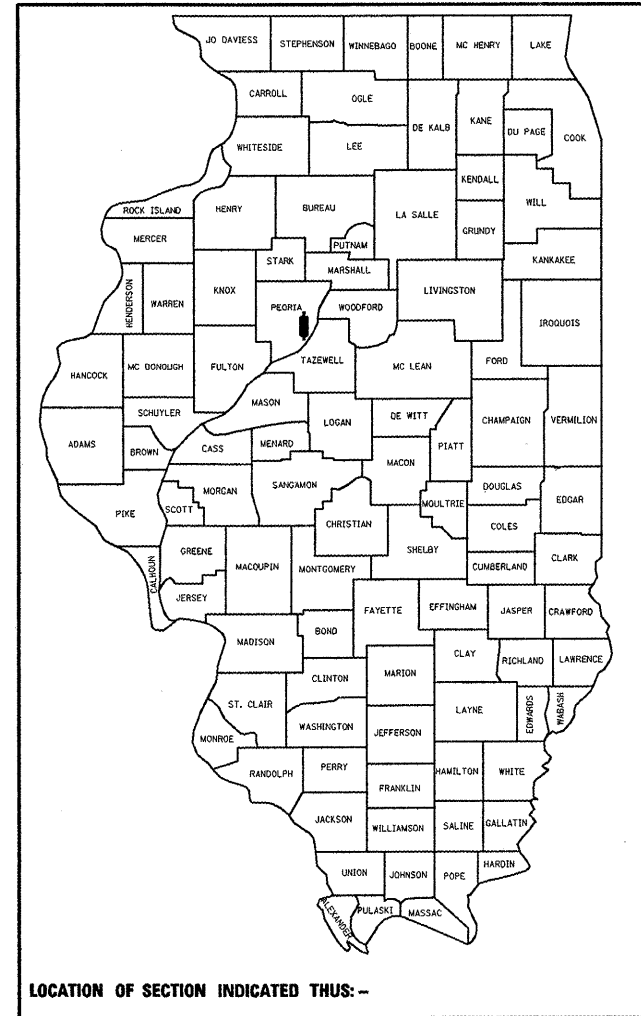 JO DAVIESS STEPHENSON WINNEBAGO BOONE MC HENRY LAKE
CARROLL OGLE DE KALB KANE DU PAGE COOK
WHITESIDE LEE
KENDALL WILL
ROCK ISLAND HENRY BUREAU LA SALLE GRUNDY
MERCER PUTNAM KANKAKEE
STARK MARSHALL
HENDERSON WARREN KNOX PEORIA WOODFORD LIVINGSTON IROQUOIS
HANCOCK MC DONOUGH FULTON TAZEWELL MC LEAN FORD
MASON
SCHUYLER LOGAN DE WITT CHAMPAIGN VERMILION
ADAMS BROWN CASS MENARD MACON PIATT
PIKE SCOTT MORGAN SANGAMON CHRISTIAN MOULTRIE DOUGLAS EDGAR
COLES
CALHOUN GREENE MACOUPIN MONTGOMERY SHELBY CUMBERLAND CLARK
JERSEY FAYETTE EFFINGHAM JASPER CRAWFORD
MADISON BOND
CLINTON MARION CLAY RICHLAND LAWRENCE
ST. CLAIR WASHINGTON JEFFERSON LAYNE EDWARDS WABASH
MONROE
RANDOLPH PERRY FRANKLIN HAMILTON WHITE
JACKSON WILLIAMSON SALINE GALLATIN
UNION JOHNSON POPE HARDIN
ALEXANDER PULASKI MASSAC
LOCATION OF SECTION INDICATED THUS: –